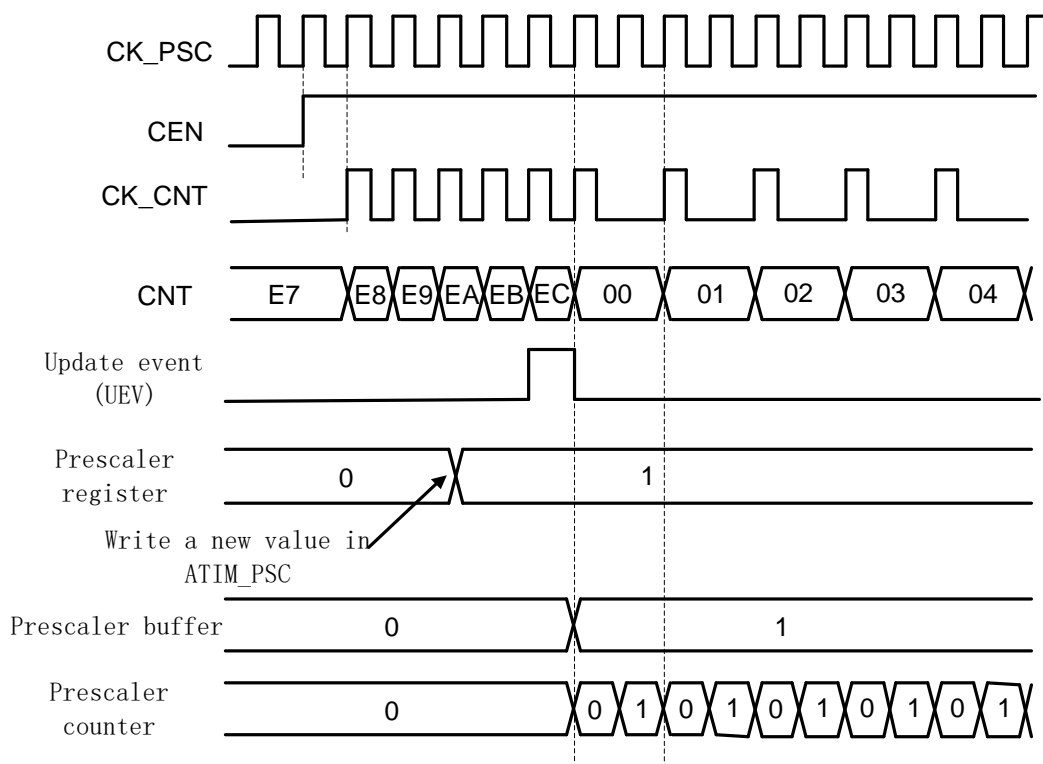 CK_PSC
CEN
CK_CNT
CNT E7 E8 E9 EA EB EC 00 01 02 03 04
Update event
(UEV)
Prescaler
register
0 1
Write a new value in
ATIM_PSC
Prescaler buffer 0 1
Prescaler
counter
0 0 1 0 1 0 1 0 1 0 1